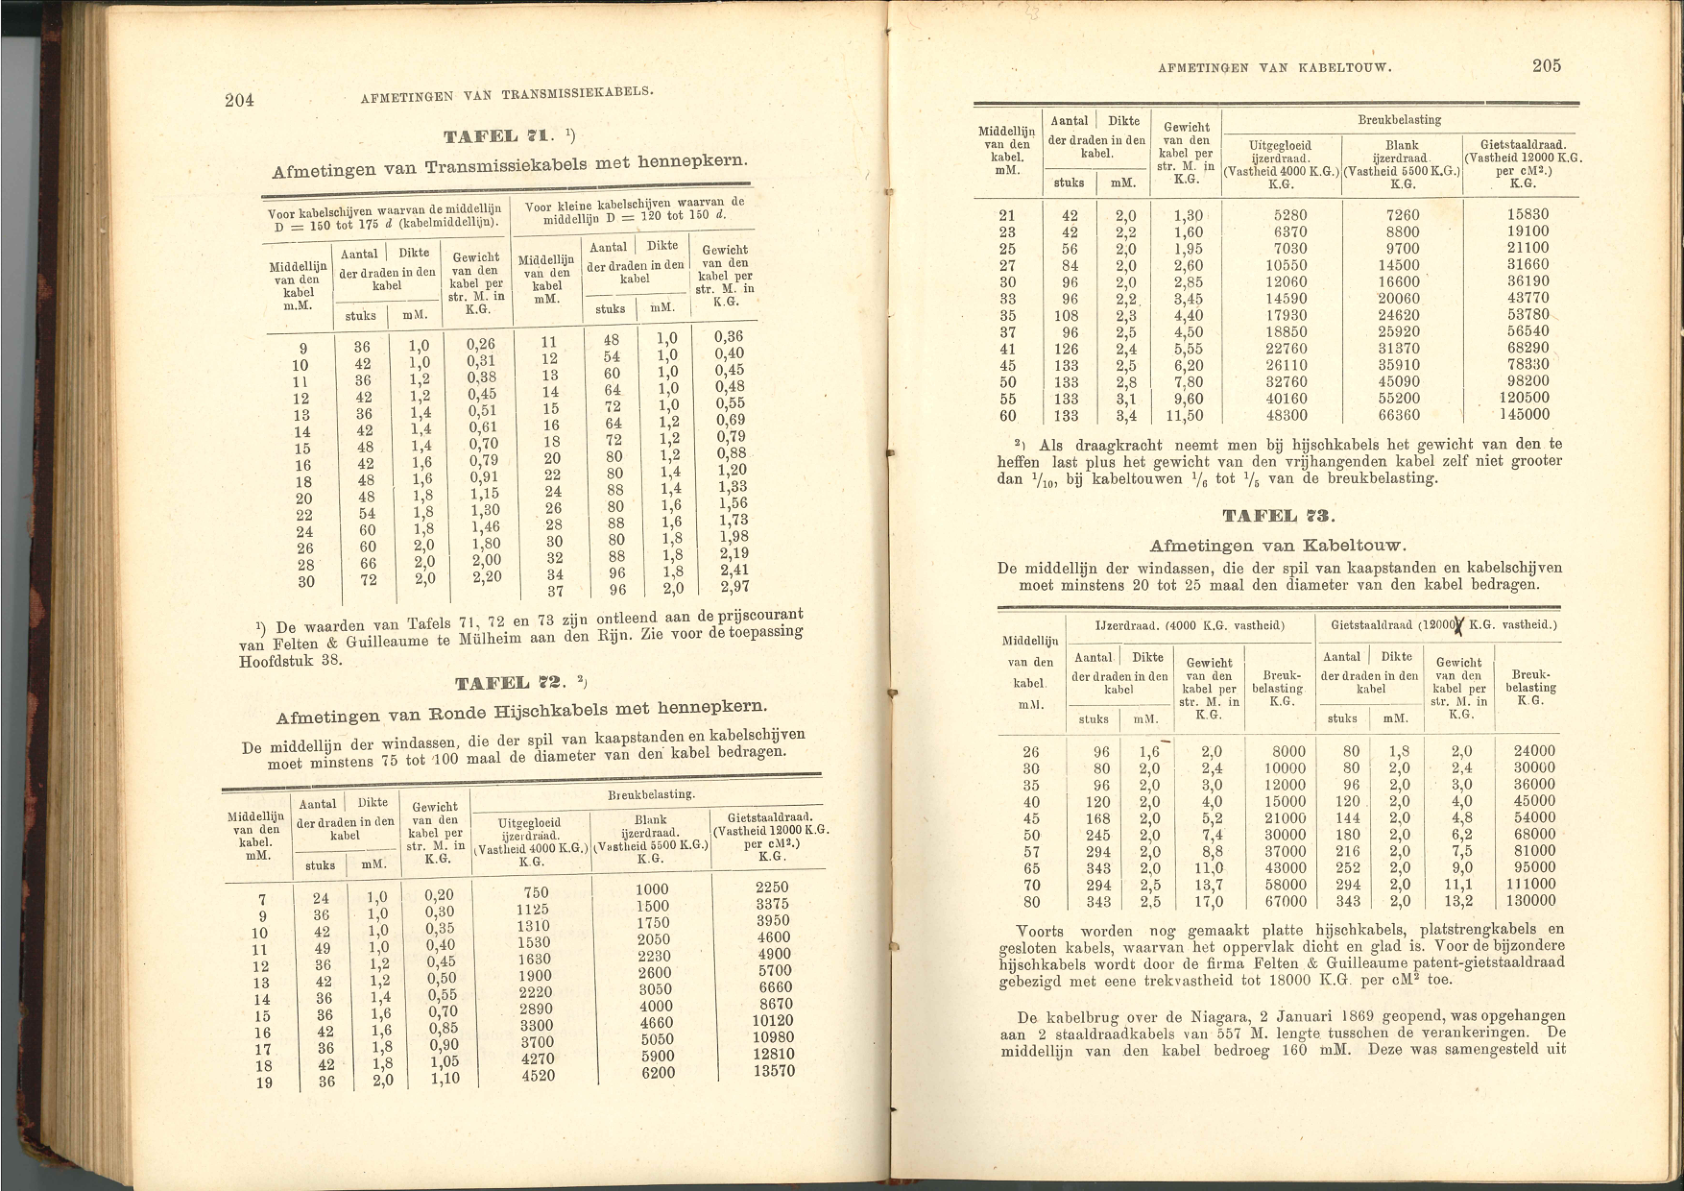 204
AFMETINGEN VAN TRANSMISSIEKABELS.
TAFEL 71. ¹)
Afmetingen van Transmissiekabels met hennepkern.
Voor kabelschijven waarvan de middellijn D = 150 tot 175 d (kabelmiddellijn). Voor kleine kabelschijven waarvan de middellijn D = 120 tot 150 d.
Middellijn van den kabel m.M. Aantal Dikte der draden in den kabel stuks mM. Gewicht van den kabel per str. M. in K.G. Middellijn van den kabel mM. Aantal Dikte der draden in den kabel stuks mM. Gewicht van den kabel per str. M. in K.G.
9 36 1,0 0,26 11 48 1,0 0,36
10 42 1,0 0,31 12 54 1,0 0,40
11 36 1,2 0,38 13 60 1,0 0,45
12 42 1,2 0,45 14 64 1,0 0,48
13 36 1,4 0,51 15 72 1,0 0,55
14 42 1,4 0,61 16 64 1,2 0,69
15 48 1,4 0,70 18 72 1,2 0,79
16 42 1,6 0,79 20 80 1,2 0,88
18 48 1,6 0,91 22 80 1,4 1,20
20 48 1,8 1,15 24 88 1,4 1,33
22 54 1,8 1,30 26 80 1,6 1,56
24 60 1,8 1,46 28 88 1,6 1,73
26 60 2,0 1,80 30 80 1,8 1,98
28 66 2,0 2,00 32 88 1,8 2,19
30 72 2,0 2,20 34 96 1,8 2,41
37 96 2,0 2,97
¹) De waarden van Tafels 71, 72 en 73 zijn ontleend aan de prijscourant
van Felten & Guilleaume te Mülheim aan den Rijn. Zie voor de toepassing
Hoofdstuk 38.
TAFEL 72. ²)
Afmetingen van Ronde Hijschkabels met hennepkern.
De middellijn der windassen, die der spil van kaapstanden en kabelschijven
moet minstens 75 tot 100 maal de diameter van den kabel bedragen.
Middellijn van den kabel. mM. Aantal Dikte der draden in den kabel stuks mM. Gewicht van den kabel per str. M. in K.G. Breukbelasting. Uitgegloeid ijzerdraad. (Vastheid 4000 K.G.) K.G. Blank ijzerdraad. (Vastheid 5500 K.G.) K.G. Gietstaaldraad. (Vastheid 12000 K.G. per cM².) K.G.
7 24 1,0 0,20 750 1000 2250
9 36 1,0 0,30 1125 1500 3375
10 42 1,0 0,35 1310 1750 3950
11 49 1,0 0,40 1530 2050 4600
12 36 1,2 0,45 1630 2230 4900
13 42 1,2 0,50 1900 2600 5700
14 36 1,4 0,55 2220 3050 6660
15 36 1,6 0,70 2890 4000 8670
16 42 1,6 0,85 3300 4660 10120
17 36 1,8 0,90 3700 5050 10980
18 42 1,8 1,05 4270 5900 12810
19 36 2,0 1,10 4520 6200 13570
AFMETINGEN VAN KABELTOUW.
205
Middellijn van den kabel. mM. Aantal Dikte der draden in den kabel. stuks mM. Gewicht van den kabel per str. M. in K.G. Breukbelasting Uitgegloeid ijzerdraad. (Vastheid 4000 K.G.) K.G. Blank ijzerdraad (Vastheid 5500 K.G.) K.G. Gietstaaldraad. (Vastheid 12000 K.G. per cM².) K.G.
21 42 2,0 1,30 5280 7260 15830
23 42 2,2 1,60 6370 8800 19100
25 56 2,0 1,95 7030 9700 21100
27 84 2,0 2,60 10550 14500 31660
30 96 2,0 2,85 12060 16600 36190
33 96 2,2 3,45 14590 20060 43770
35 108 2,3 4,40 17930 24620 53780
37 96 2,5 4,50 18850 25920 56540
41 126 2,4 5,55 22760 31370 68290
45 133 2,5 6,20 26110 35910 78330
50 133 2,8 7,80 32760 45090 98200
55 133 3,1 9,60 40160 55200 120500
60 133 3,4 11,50 48300 66360 145000
²) Als draagkracht neemt men bij hijschkabels het gewicht van den te
heffen last plus het gewicht van den vrijhangenden kabel zelf niet grooter
dan 1/10, bij kabeltouwen 1/6 tot 1/5 van de breukbelasting.
TAFEL 73.
Afmetingen van Kabeltouw.
De middellijn der windassen, die der spil van kaapstanden en kabelschijven
moet minstens 20 tot 25 maal den diameter van den kabel bedragen.
Middellijn van den kabel. mM. IJzerdraad. (4000 K.G. vastheid) Aantal Dikte der draden in den kabel stuks mM. Gewicht van den kabel per str. M. in K.G. Breuk-belasting K.G. Gietstaaldraad (12000 K.G. vastheid.) Aantal Dikte der draden in den kabel stuks mM. Gewicht van den kabel per str. M. in K.G. Breuk-belasting K.G.
26 96 1,6 2,0 8000 80 1,8 2,0 24000
30 80 2,0 2,4 10000 80 2,0 2,4 30000
35 96 2,0 3,0 12000 96 2,0 3,0 36000
40 120 2,0 4,0 15000 120 2,0 4,0 45000
45 168 2,0 5,2 21000 144 2,0 4,8 54000
50 245 2,0 7,4 30000 180 2,0 6,2 68000
57 294 2,0 8,8 37000 216 2,0 7,5 81000
65 343 2,0 11,0 43000 252 2,0 9,0 95000
70 294 2,5 13,7 58000 294 2,0 11,1 111000
80 343 2,5 17,0 67000 343 2,0 13,2 130000
Voorts worden nog gemaakt platte hijschkabels, platstrengkabels en
gesloten kabels, waarvan het oppervlak dicht en glad is. Voor de bijzondere
hijschkabels wordt door de firma Felten & Guilleaume patent-gietstaaldraad
gebezigd met eene trekvastheid tot 18000 K.G. per cM² toe.
De kabelbrug over de Niagara, 2 Januari 1869 geopend, was opgehangen
aan 2 staaldraadkabels van 557 M. lengte tusschen de verankeringen. De
middellijn van den kabel bedroeg 160 mM. Deze was samengesteld uit